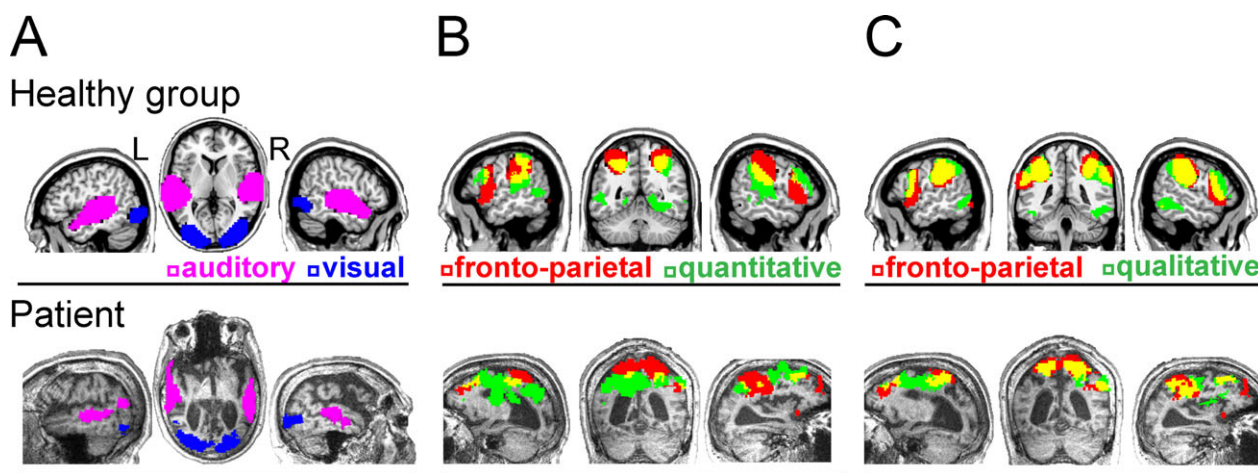 A
B
C
Healthy group
L
R
auditory visual
fronto-parietal quantitative
fronto-parietal qualitative
Patient